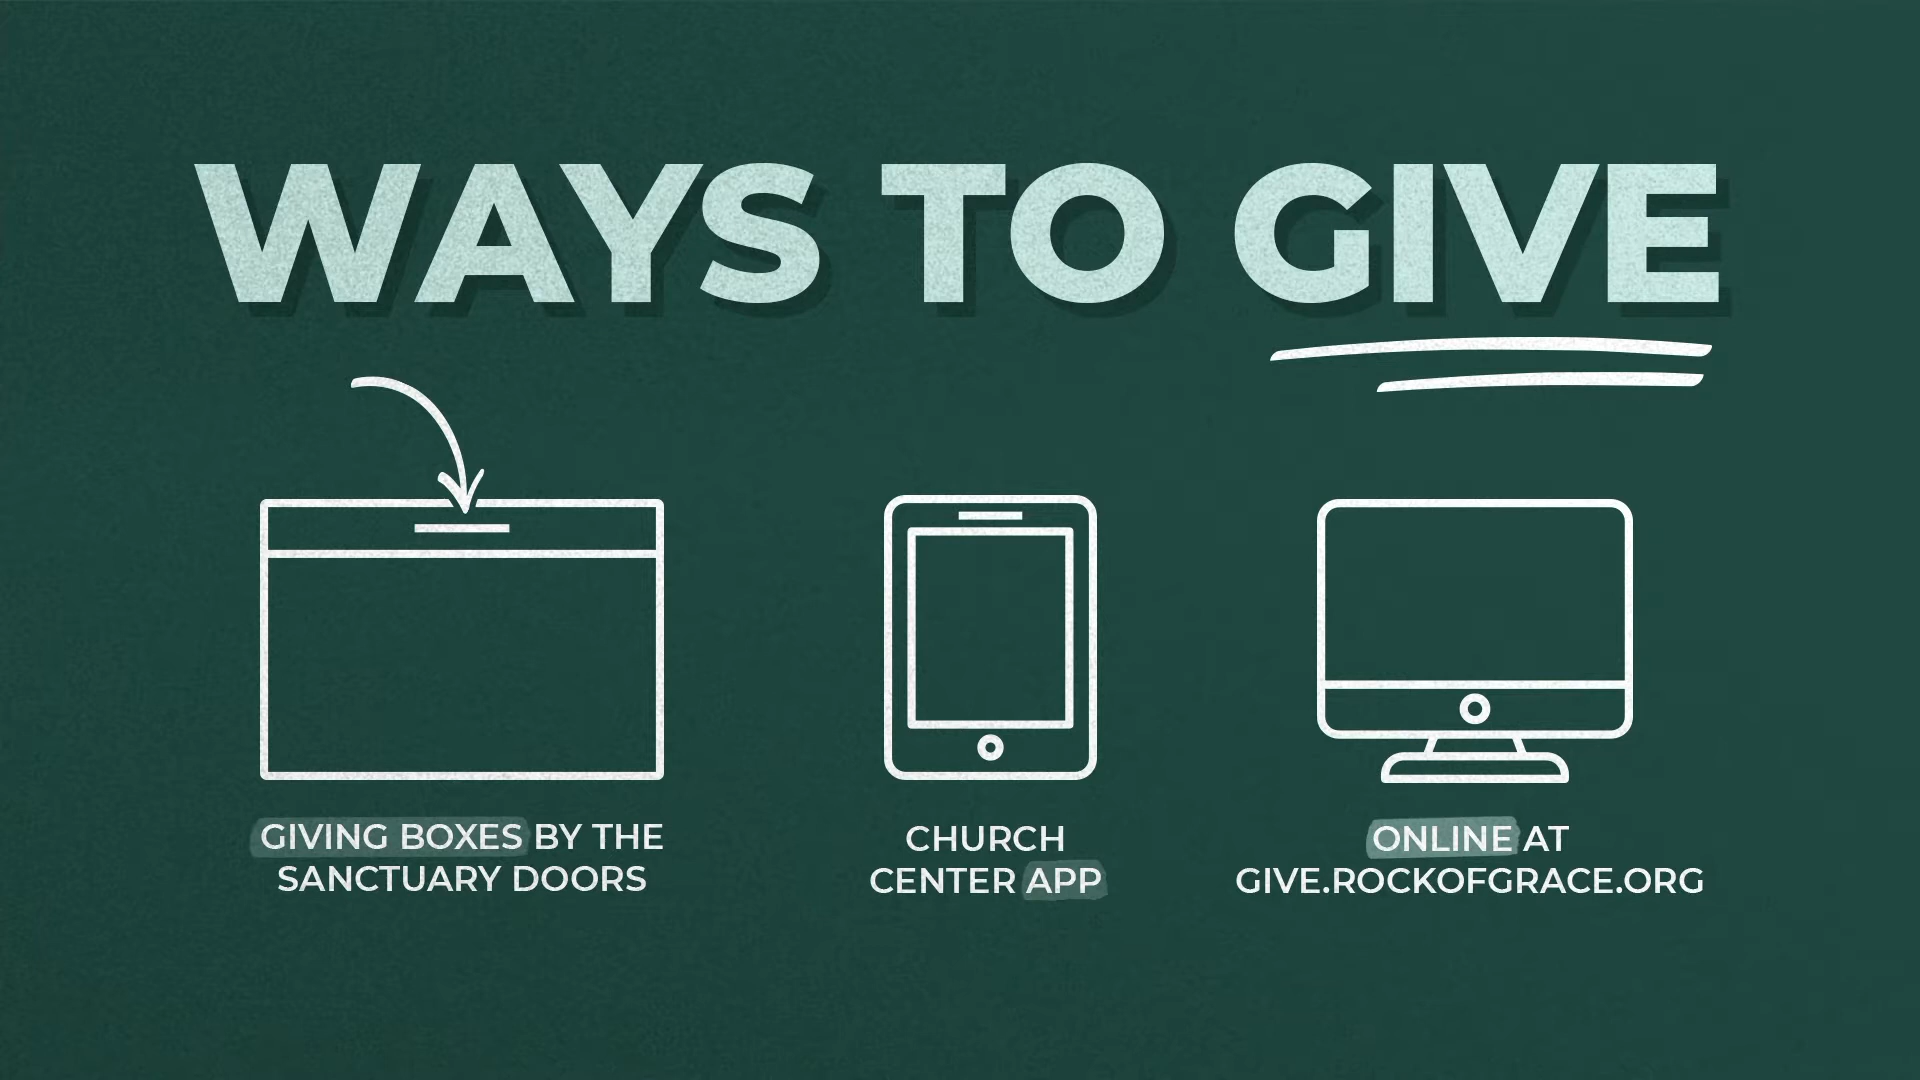 WAYS TO GIVE
GIVING BOXES BY THE
SANCTUARY DOORS
CHURCH
CENTER APP
ONLINE AT
GIVE.ROCKOFGRACE.ORG